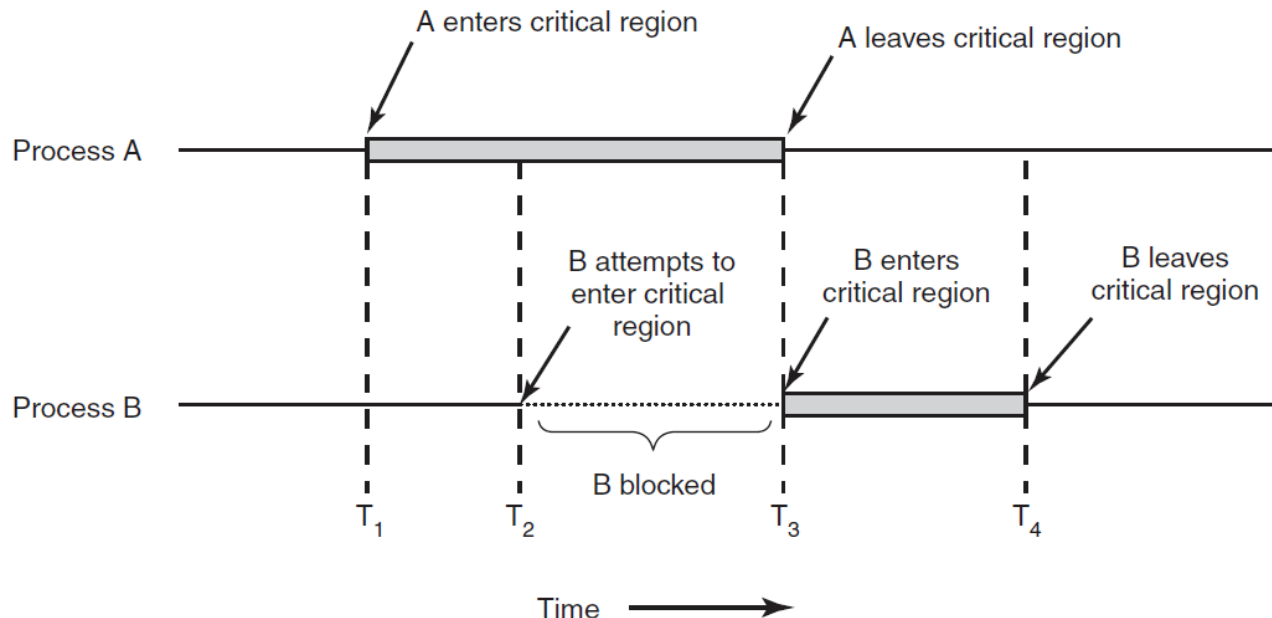 A enters critical region
A leaves critical region
Process A
B attempts to
enter critical
region
B enters
critical region
B leaves
critical region
Process B
B blocked
T1
T2
T3
T4
Time